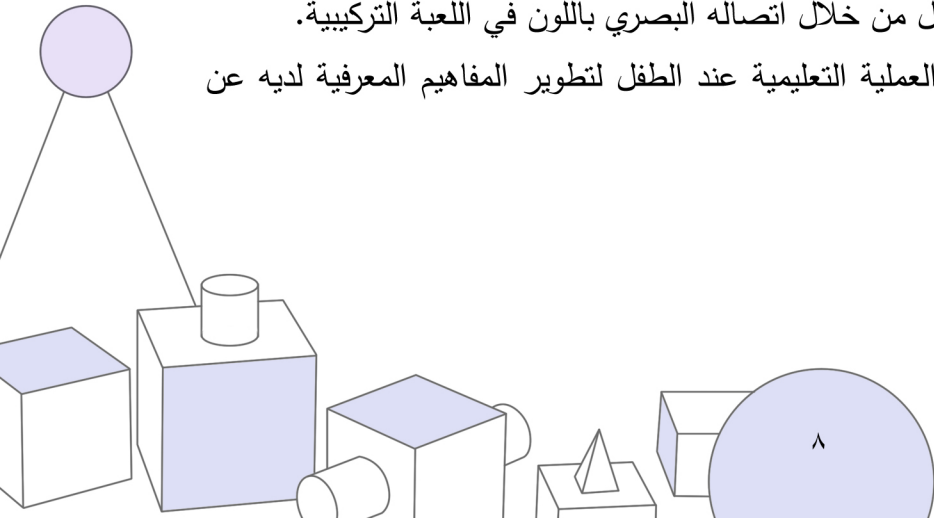 من خلال اتصاله البصري باللون في اللعبة التركيبية.
العملية التعليمية عند الطفل لتطوير المفاهيم المعرفية لديه عن
٨